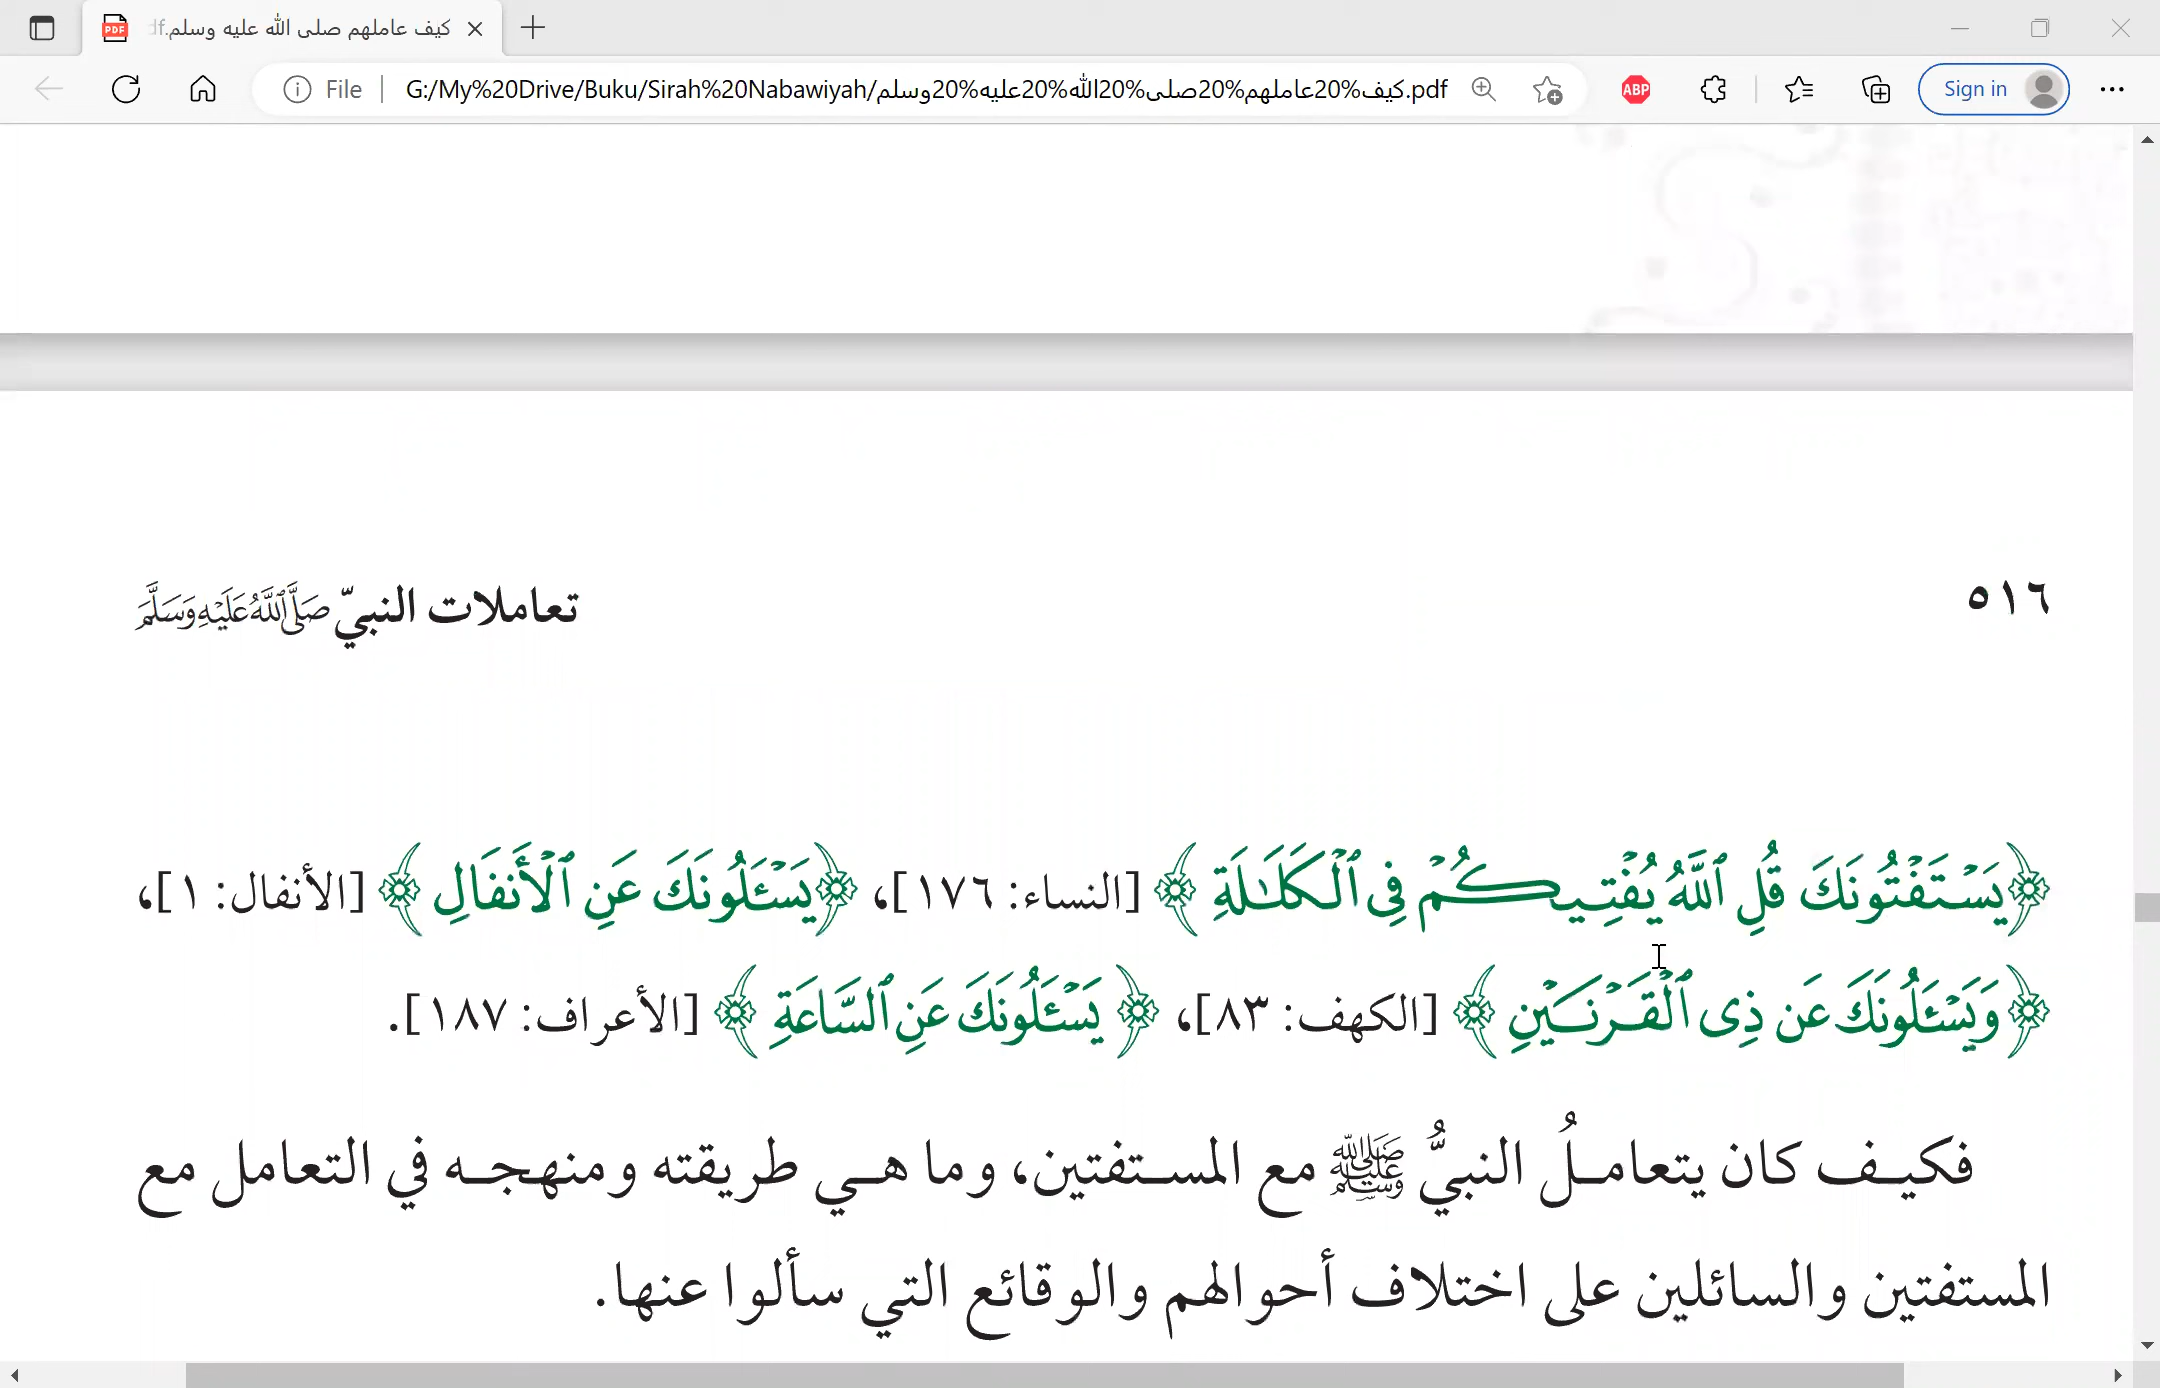 كيف عاملهم صلى الله عليه وسلم.df
File
G:/My%20Drive/Buku/Sirah%20Nabawiyah/كيف%20عاملهم%20صلى%20الله%20عليه%20وسلم.pdf
ABP
Sign in
٥١٦
تعاملات النبيّ صَلَّى ٱللَّهُ عَلَيْهِ وَسَلَّمَ
﴿يَسْتَفْتُونَكَ قُلِ ٱللَّهُ يُفْتِيكُمْ فِى ٱلْكَلَـٰلَةِ﴾ [النساء: ١٧٦]، ﴿يَسْـَٔلُونَكَ عَنِ ٱلْأَنفَالِ﴾ [الأنفال: ١]،
﴿وَيَسْـَٔلُونَكَ عَن ذِى ٱلْقَرْنَيْنِ﴾ [الكهف: ٨٣]، ﴿يَسْـَٔلُونَكَ عَنِ ٱلسَّاعَةِ﴾ [الأعراف: ١٨٧].
فكيف كان يتعاملُ النبيُّ ﷺ مع المستفتين، وما هي طريقته ومنهجه في التعامل مع
المستفتين والسائلين على اختلاف أحوالهم والوقائع التي سألوا عنها.